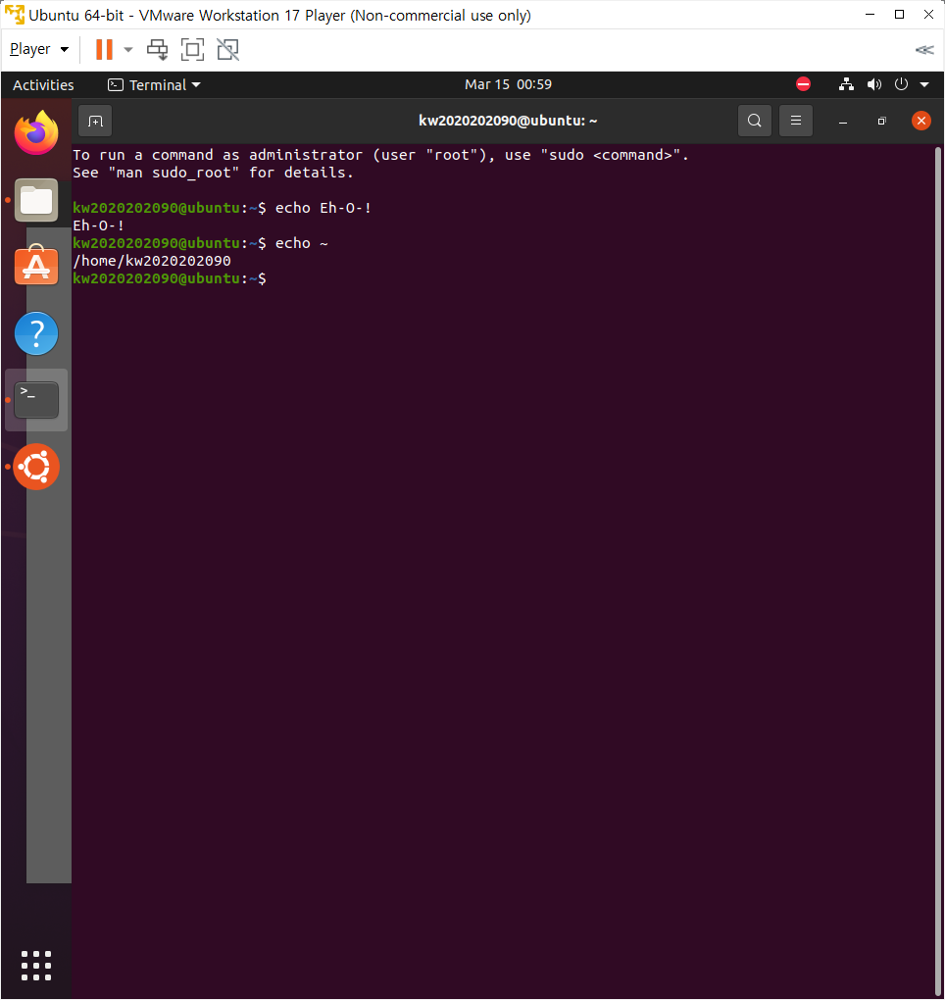 Ubuntu 64-bit - VMware Workstation 17 Player (Non-commercial use only)
Player
Activities Terminal Mar 15 00:59
kw2020202090@ubuntu: ~
To run a command as administrator (user "root"), use "sudo <command>".
See "man sudo_root" for details.
kw2020202090@ubuntu:~$ echo Eh-O-!
Eh-O-!
kw2020202090@ubuntu:~$ echo ~
/home/kw2020202090
kw2020202090@ubuntu:~$